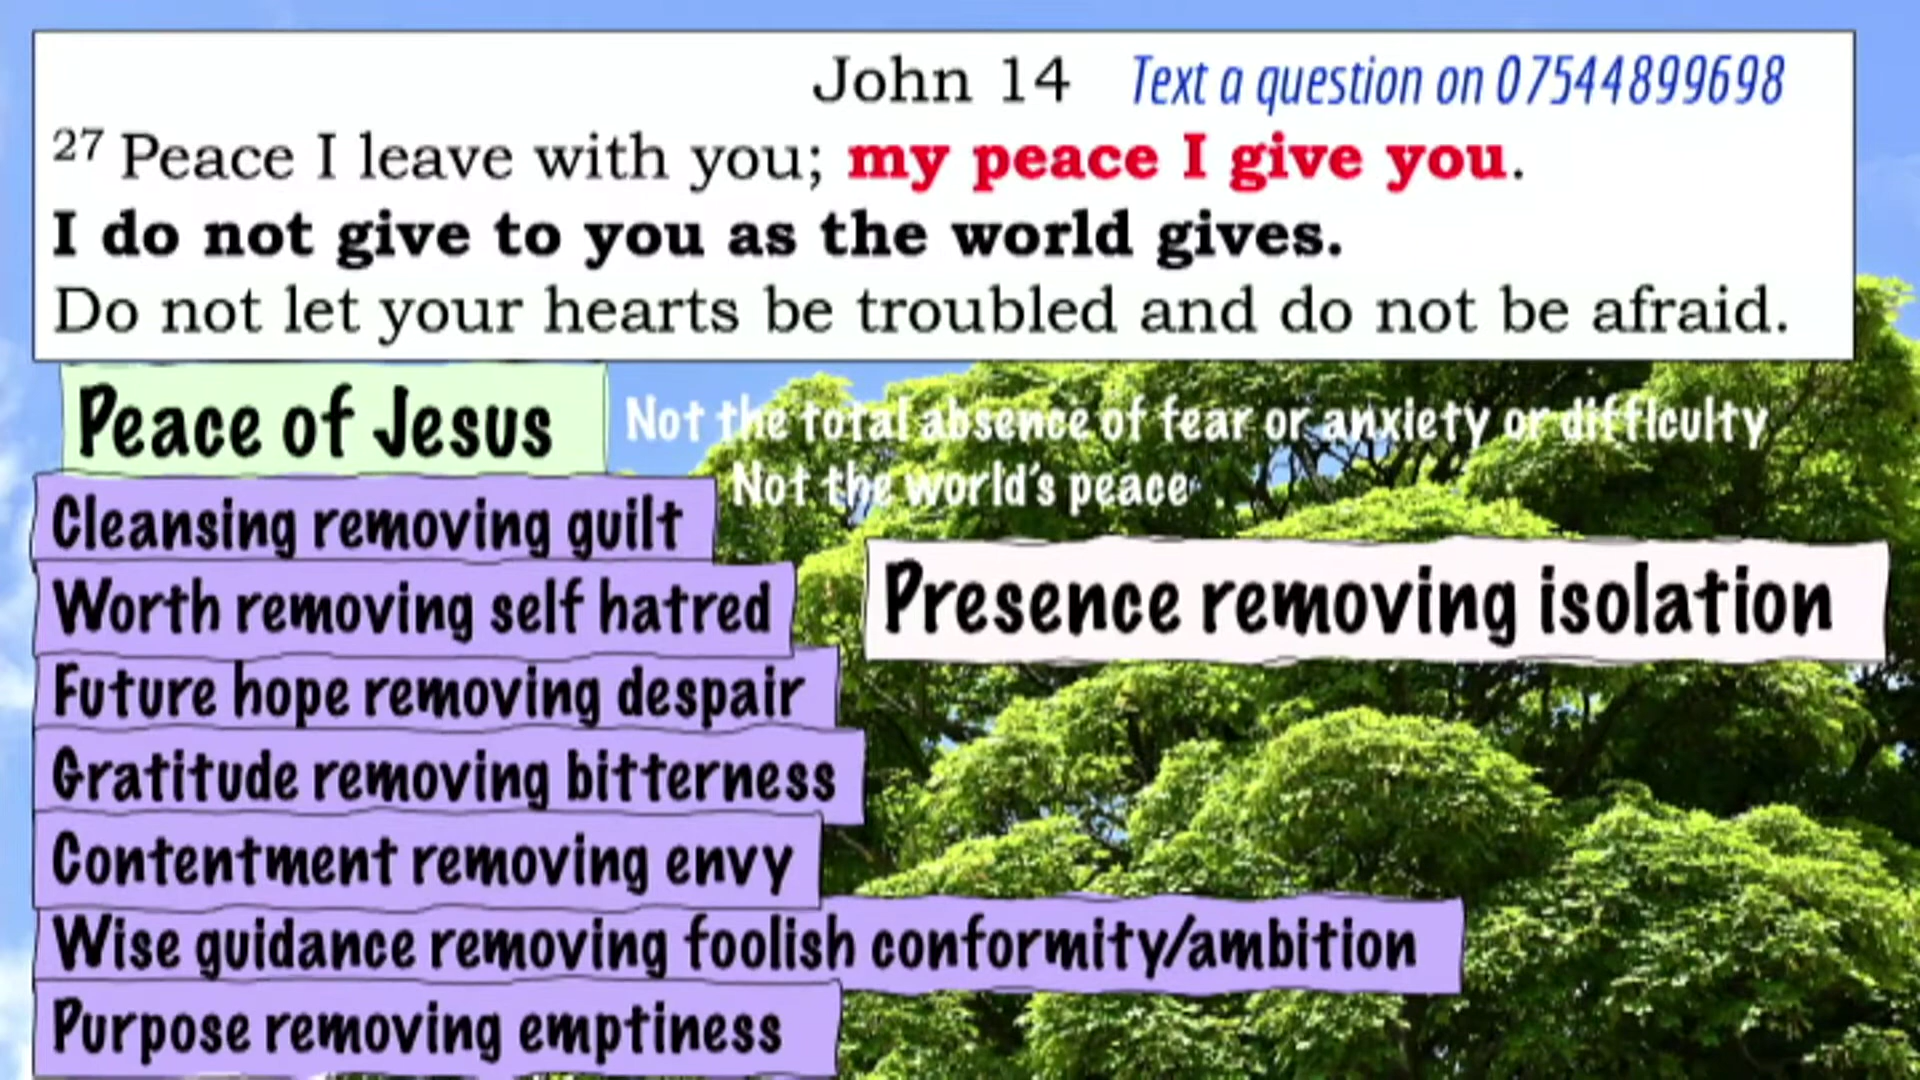 John 14 Text a question on 07544899698
27 Peace I leave with you; my peace I give you.
I do not give to you as the world gives.
Do not let your hearts be troubled and do not be afraid.
Peace of Jesus
Not the total absence of fear or anxiety or difficulty
Not the world's peace
Cleansing removing guilt
Worth removing self hatred
Presence removing isolation
Future hope removing despair
Gratitude removing bitterness
Contentment removing envy
Wise guidance removing foolish conformity/ambition
Purpose removing emptiness